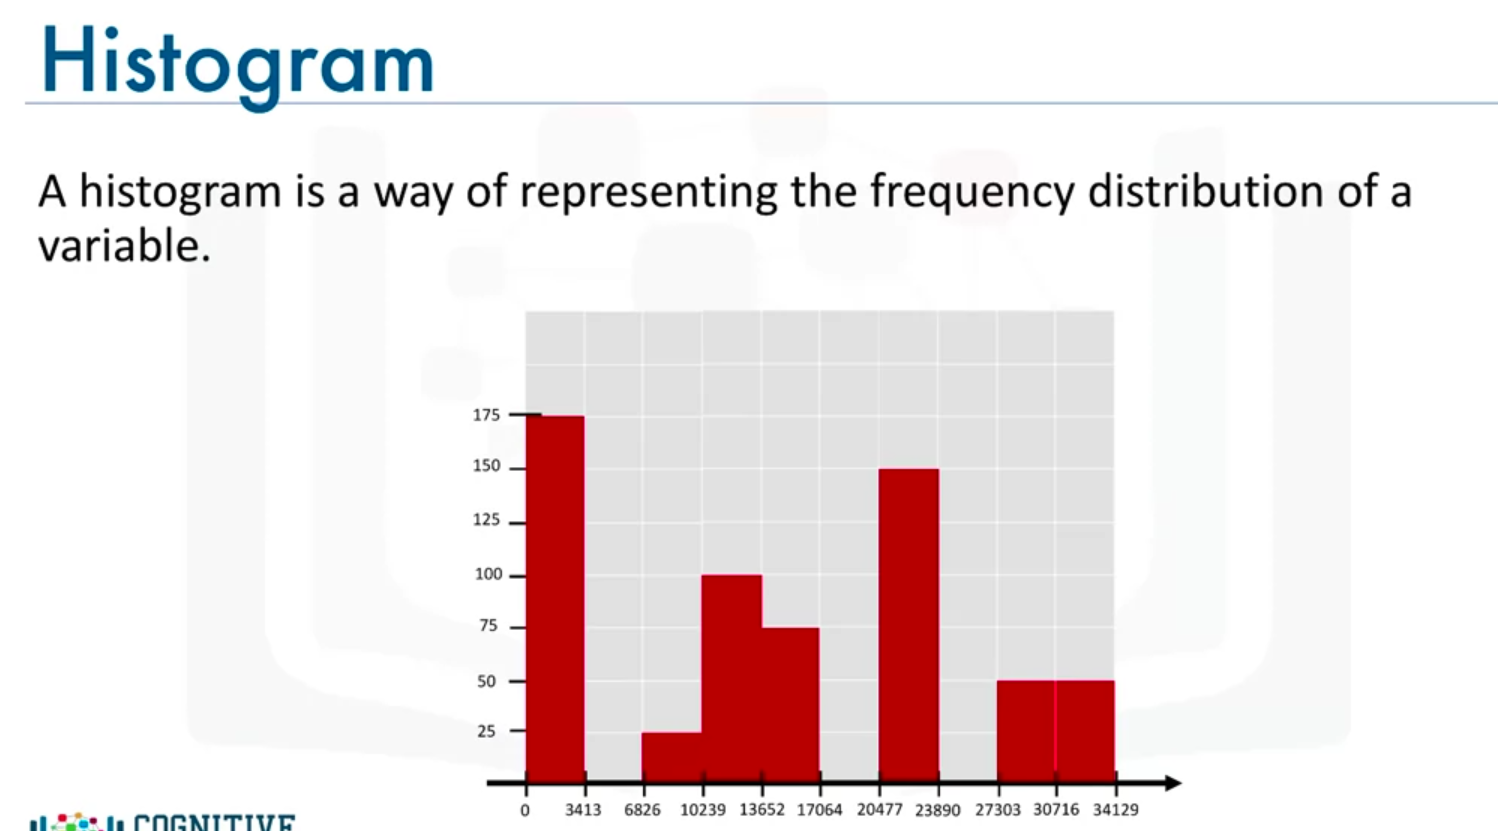 Histogram
A histogram is a way of representing the frequency distribution of a
variable.
175
150
125
100
75
50
25
0 3413 6826 10239 13652 17064 20477 23890 27303 30716 34129
COGNITIVE